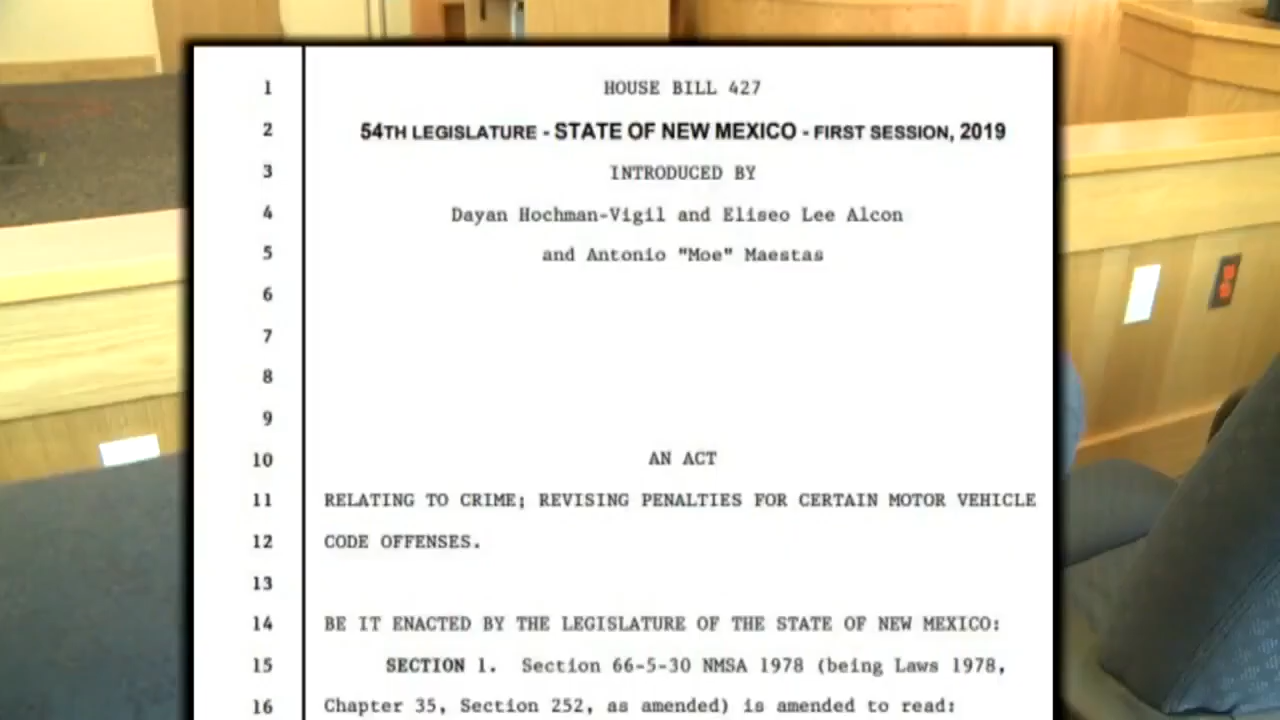 1 HOUSE BILL 427
2 54TH LEGISLATURE - STATE OF NEW MEXICO - FIRST SESSION, 2019
3 INTRODUCED BY
4 Dayan Hochman-Vigil and Eliseo Lee Alcon
5 and Antonio "Moe" Maestas
6
7
8
9
10 AN ACT
11 RELATING TO CRIME; REVISING PENALTIES FOR CERTAIN MOTOR VEHICLE
12 CODE OFFENSES.
13
14 BE IT ENACTED BY THE LEGISLATURE OF THE STATE OF NEW MEXICO:
15 SECTION 1. Section 66-5-30 NMSA 1978 (being Laws 1978,
16 Chapter 35, Section 252, as amended) is amended to read: